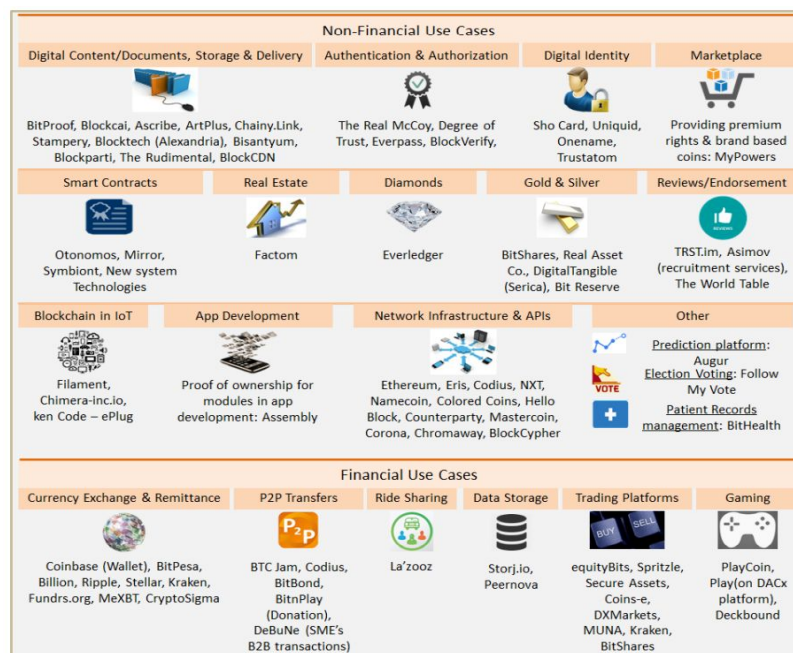 Non-Financial Use Cases
Digital Content/Documents, Storage & Delivery
Authentication & Authorization
Digital Identity
Marketplace
BitProof, Blockcai, Ascribe, ArtPlus, Chainy.Link,
Stampery, Blocktech (Alexandria), Bisantyum,
Blockparti, The Rudimental, BlockCDN
The Real McCoy, Degree of
Trust, Everpass, BlockVerify,
Sho Card, Uniquid,
Onename,
Trustatom
Providing premium
rights & brand based
coins: MyPowers
Smart Contracts
Real Estate
Diamonds
Gold & Silver
Reviews/Endorsement
REVIEWS
Otonomos, Mirror,
Symbiont, New system
Technologies
Factom
Everledger
BitShares, Real Asset
Co., DigitalTangible
(Serica), Bit Reserve
TRST.im, Asimov
(recruitment services),
The World Table
Blockchain in IoT
App Development
Network Infrastructure & APIs
Other
Filament,
Chimera-inc.io,
ken Code – ePlug
Proof of ownership for
modules in app
development: Assembly
Ethereum, Eris, Codius, NXT,
Namecoin, Colored Coins, Hello
Block, Counterparty, Mastercoin,
Corona, Chromaway, BlockCypher
Prediction platform:
Augur
VOTE
Election Voting: Follow
My Vote
Patient Records
management: BitHealth
Financial Use Cases
Currency Exchange & Remittance
P2P Transfers
Ride Sharing
Data Storage
Trading Platforms
Gaming
P2P
BUY SELL
Coinbase (Wallet), BitPesa,
Billion, Ripple, Stellar, Kraken,
Fundrs.org, MeXBT, CryptoSigma
BTC Jam, Codius,
BitBond,
BitnPlay
(Donation),
DeBuNe (SME's
B2B transactions)
La'zooz
Storj.io,
Peernova
equityBits, Spritzle,
Secure Assets,
Coins-e,
DXMarkets,
MUNA, Kraken,
BitShares
PlayCoin,
Play(on DACx
platform),
Deckbound